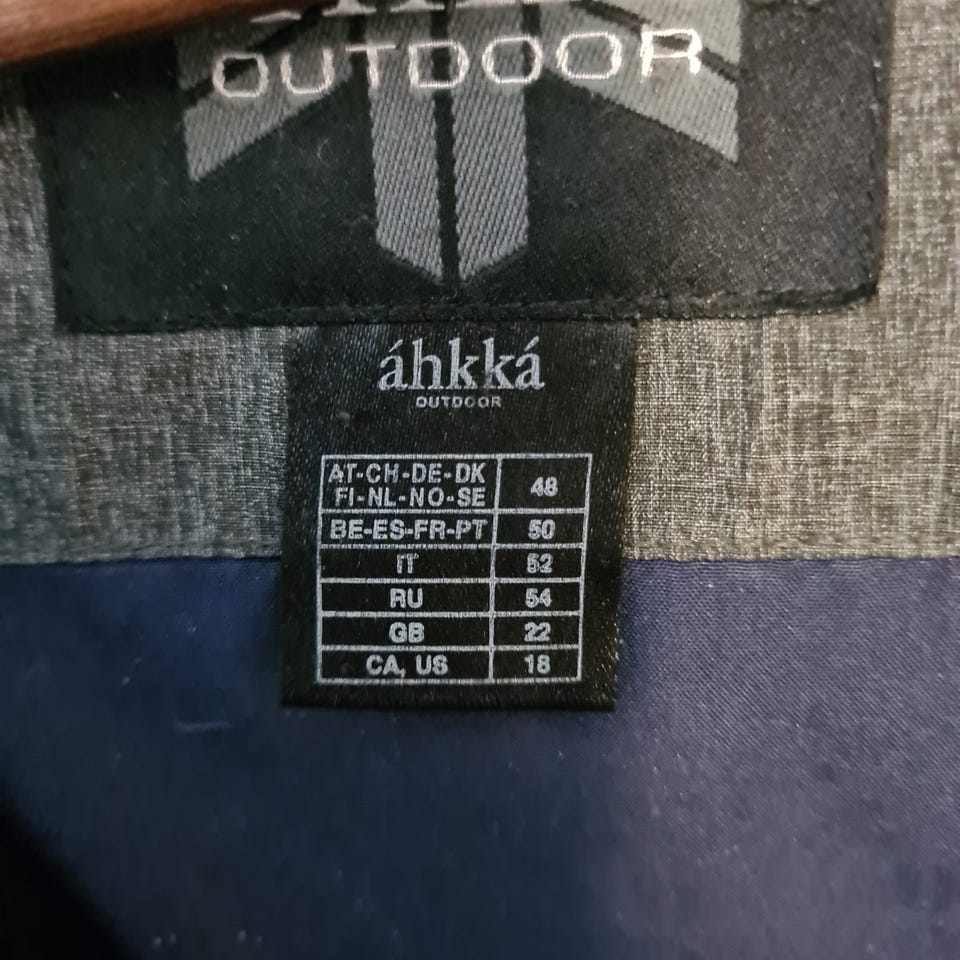 OUTDOOR
áhkká
OUTDOOR
AT-CH-DE-DK
FI-NL-NO-SE 48
BE-ES-FR-PT 50
IT 52
RU 54
GB 22
CA, US 18